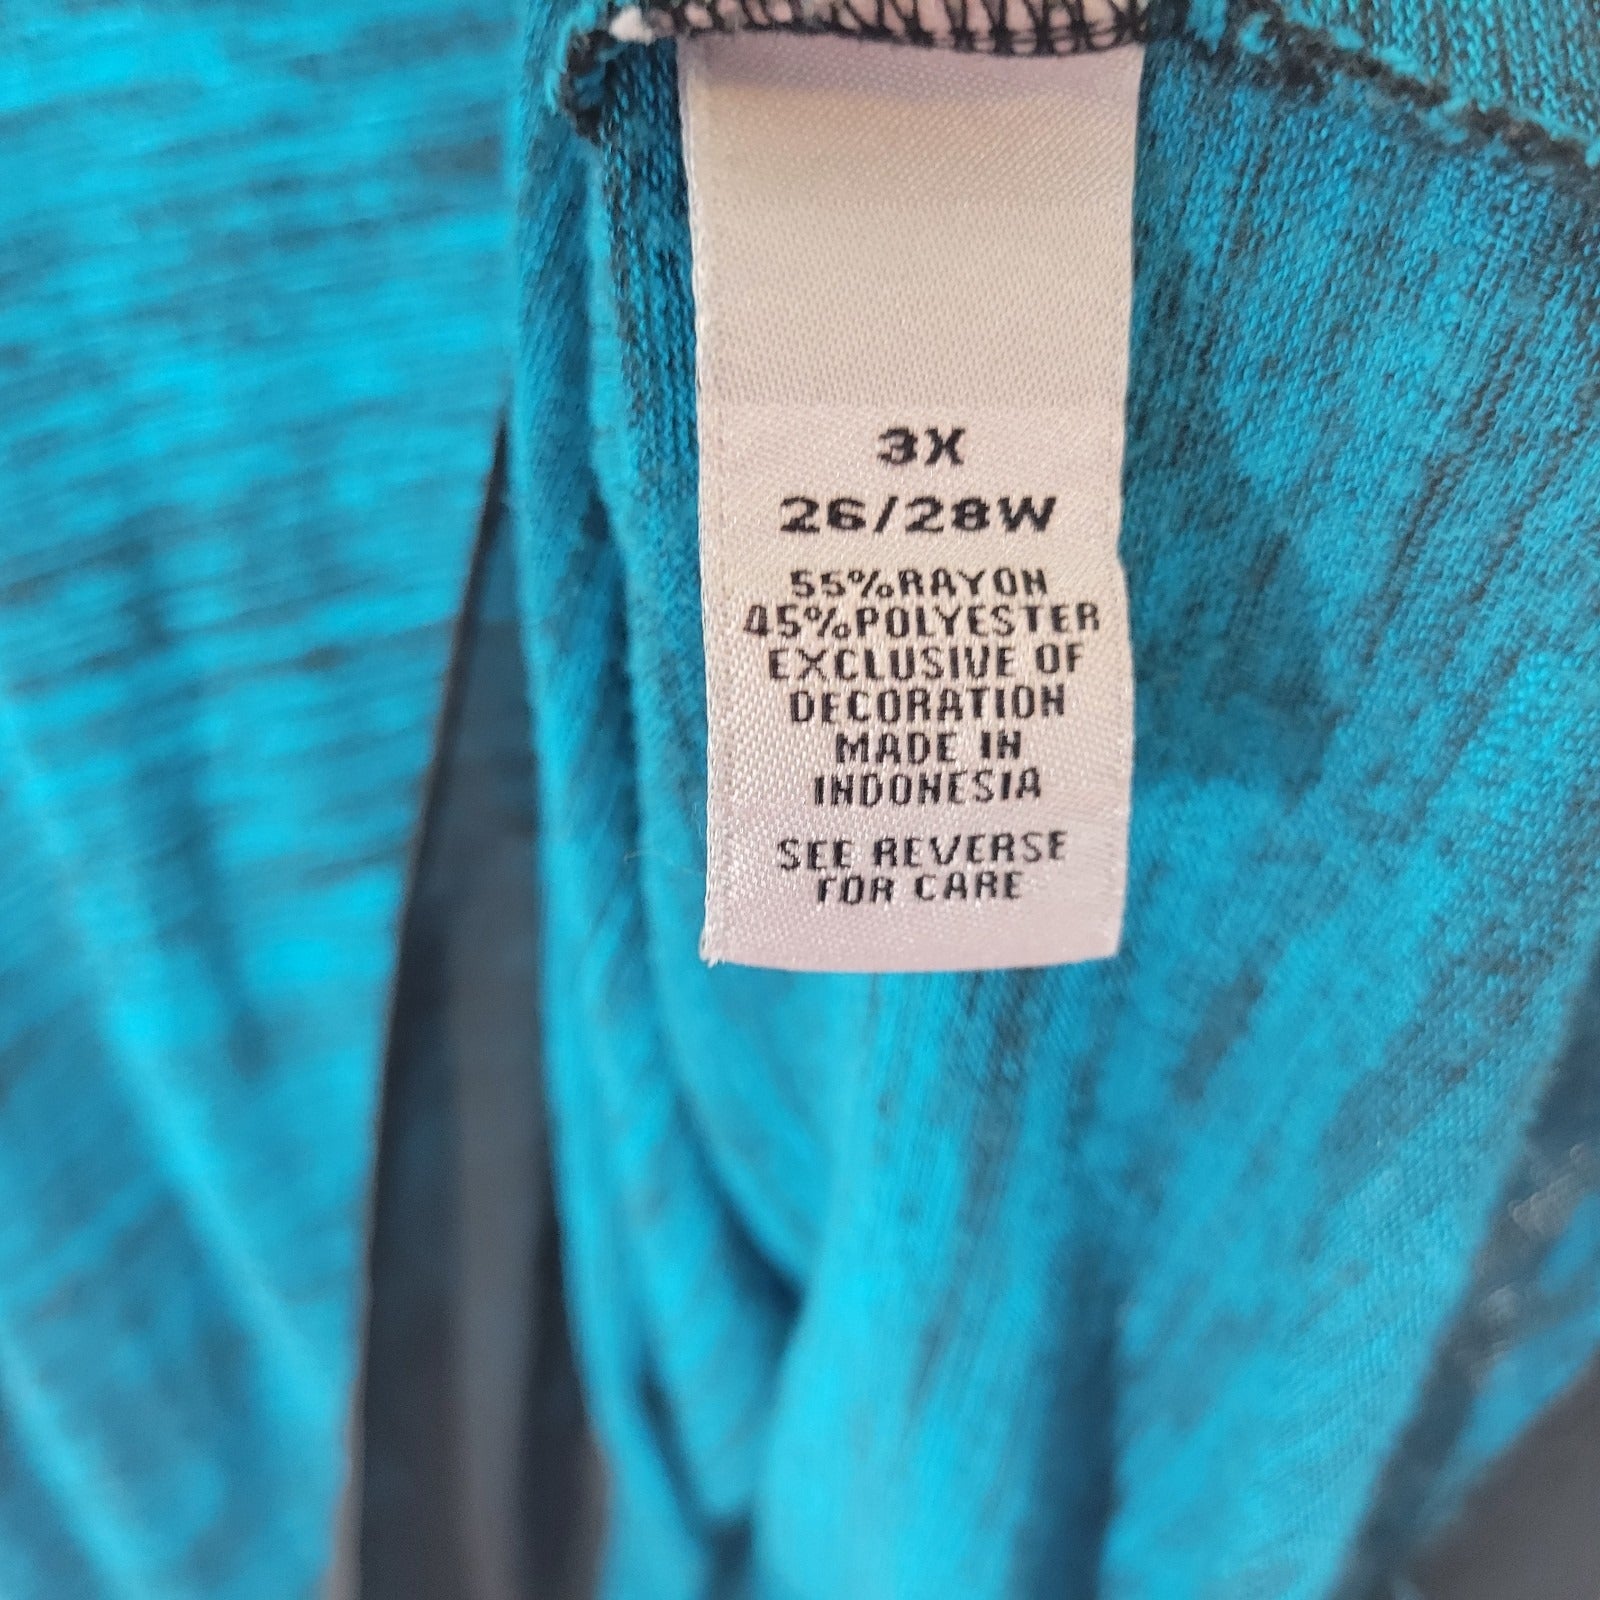 3X
26/28W
55%RAYON
45%POLYESTER
EXCLUSIVE OF
DECORATION
MADE IN
INDONESIA
SEE REVERSE
FOR CARE